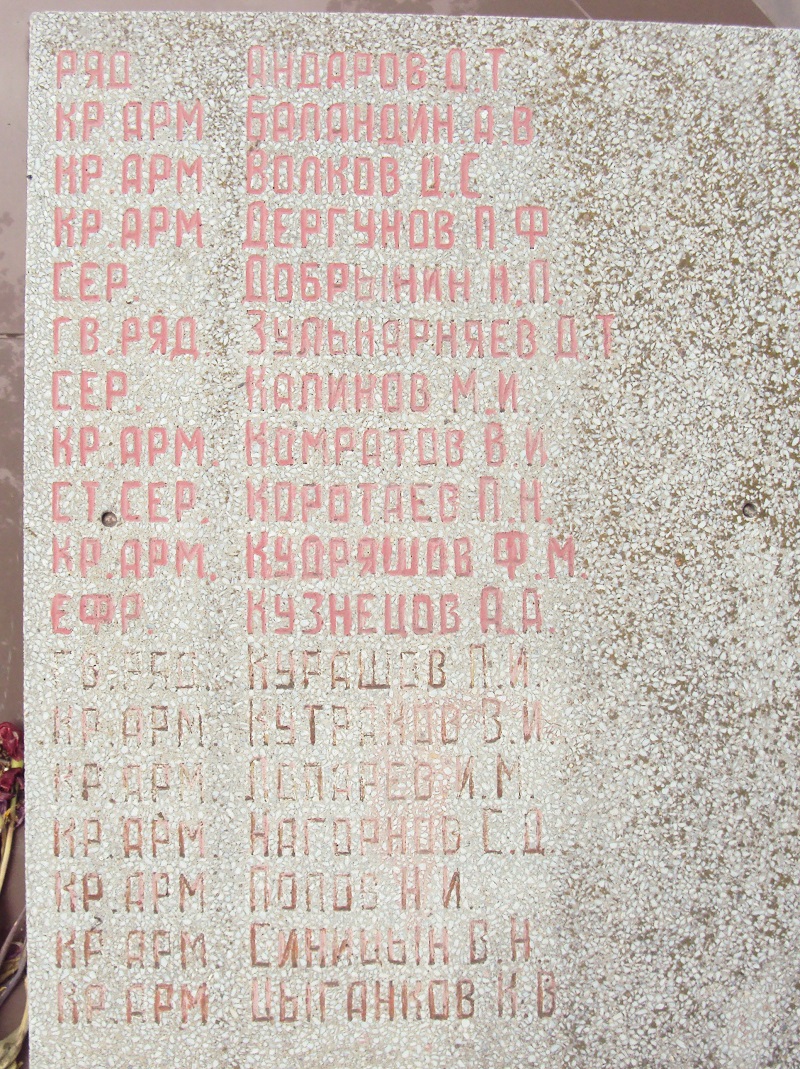 РЯД АНДАРОВ Д.Т
КР.АРМ БАЛАНДИН.А.В
КР.АРМ ВОЛКОВ И.С
КР.АРМ ДЕРГУНОВ П Ф
СЕР. ДОБРЫНИН Н.П.
ГВ.РЯД ЗУЛЬКАРНЯЕВ Д.Т
СЕР. КАЛИКОВ М.И.
КР.АРМ. КОМРАТОВ В И
СТ.СЕР. КОРОТАЕВ П.Н.
КР.АРМ. КУДРЯШОВ Ф.М.
ЕФР. КУЗНЕЦОВ А.А.
ГВ.РЯД. КУРАШОВ П.И.
КР.АРМ. КУТРАКОВ В.И.
КР.АРМ. ЛОПАРЕВ И.М.
КР.АРМ. НАГОРНОВ С.Д.
КР.АРМ ПОПОВ Н.И.
КР.АРМ. СИНИЦЫН В.Н.
КР.АРМ. ЦЫГАНКОВ К.В